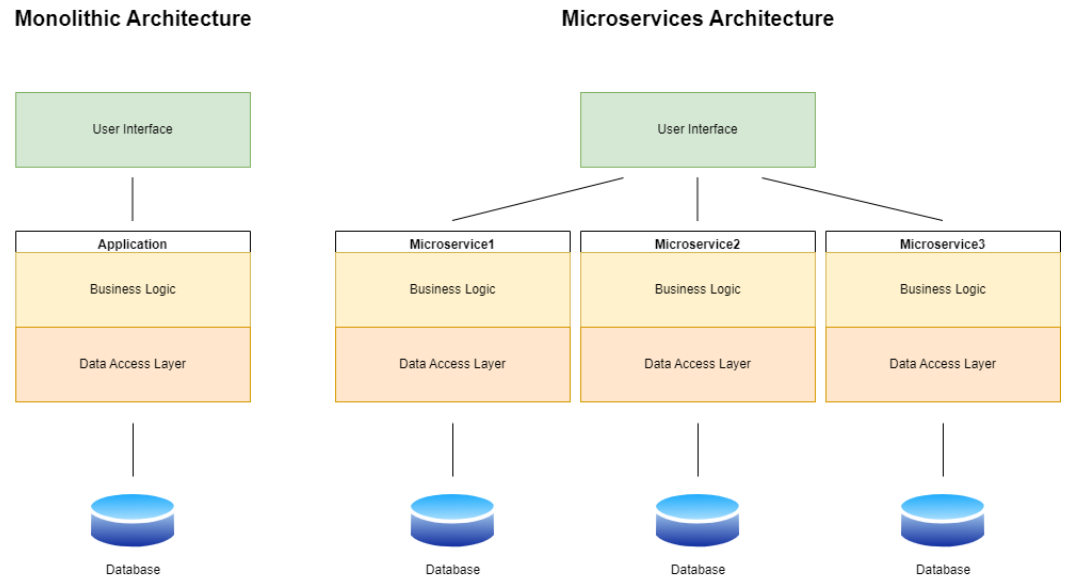 Monolithic Architecture
Microservices Architecture
User Interface
User Interface
Application
Microservice1
Microservice2
Microservice3
Business Logic
Business Logic
Business Logic
Business Logic
Data Access Layer
Data Access Layer
Data Access Layer
Data Access Layer
Database
Database
Database
Database